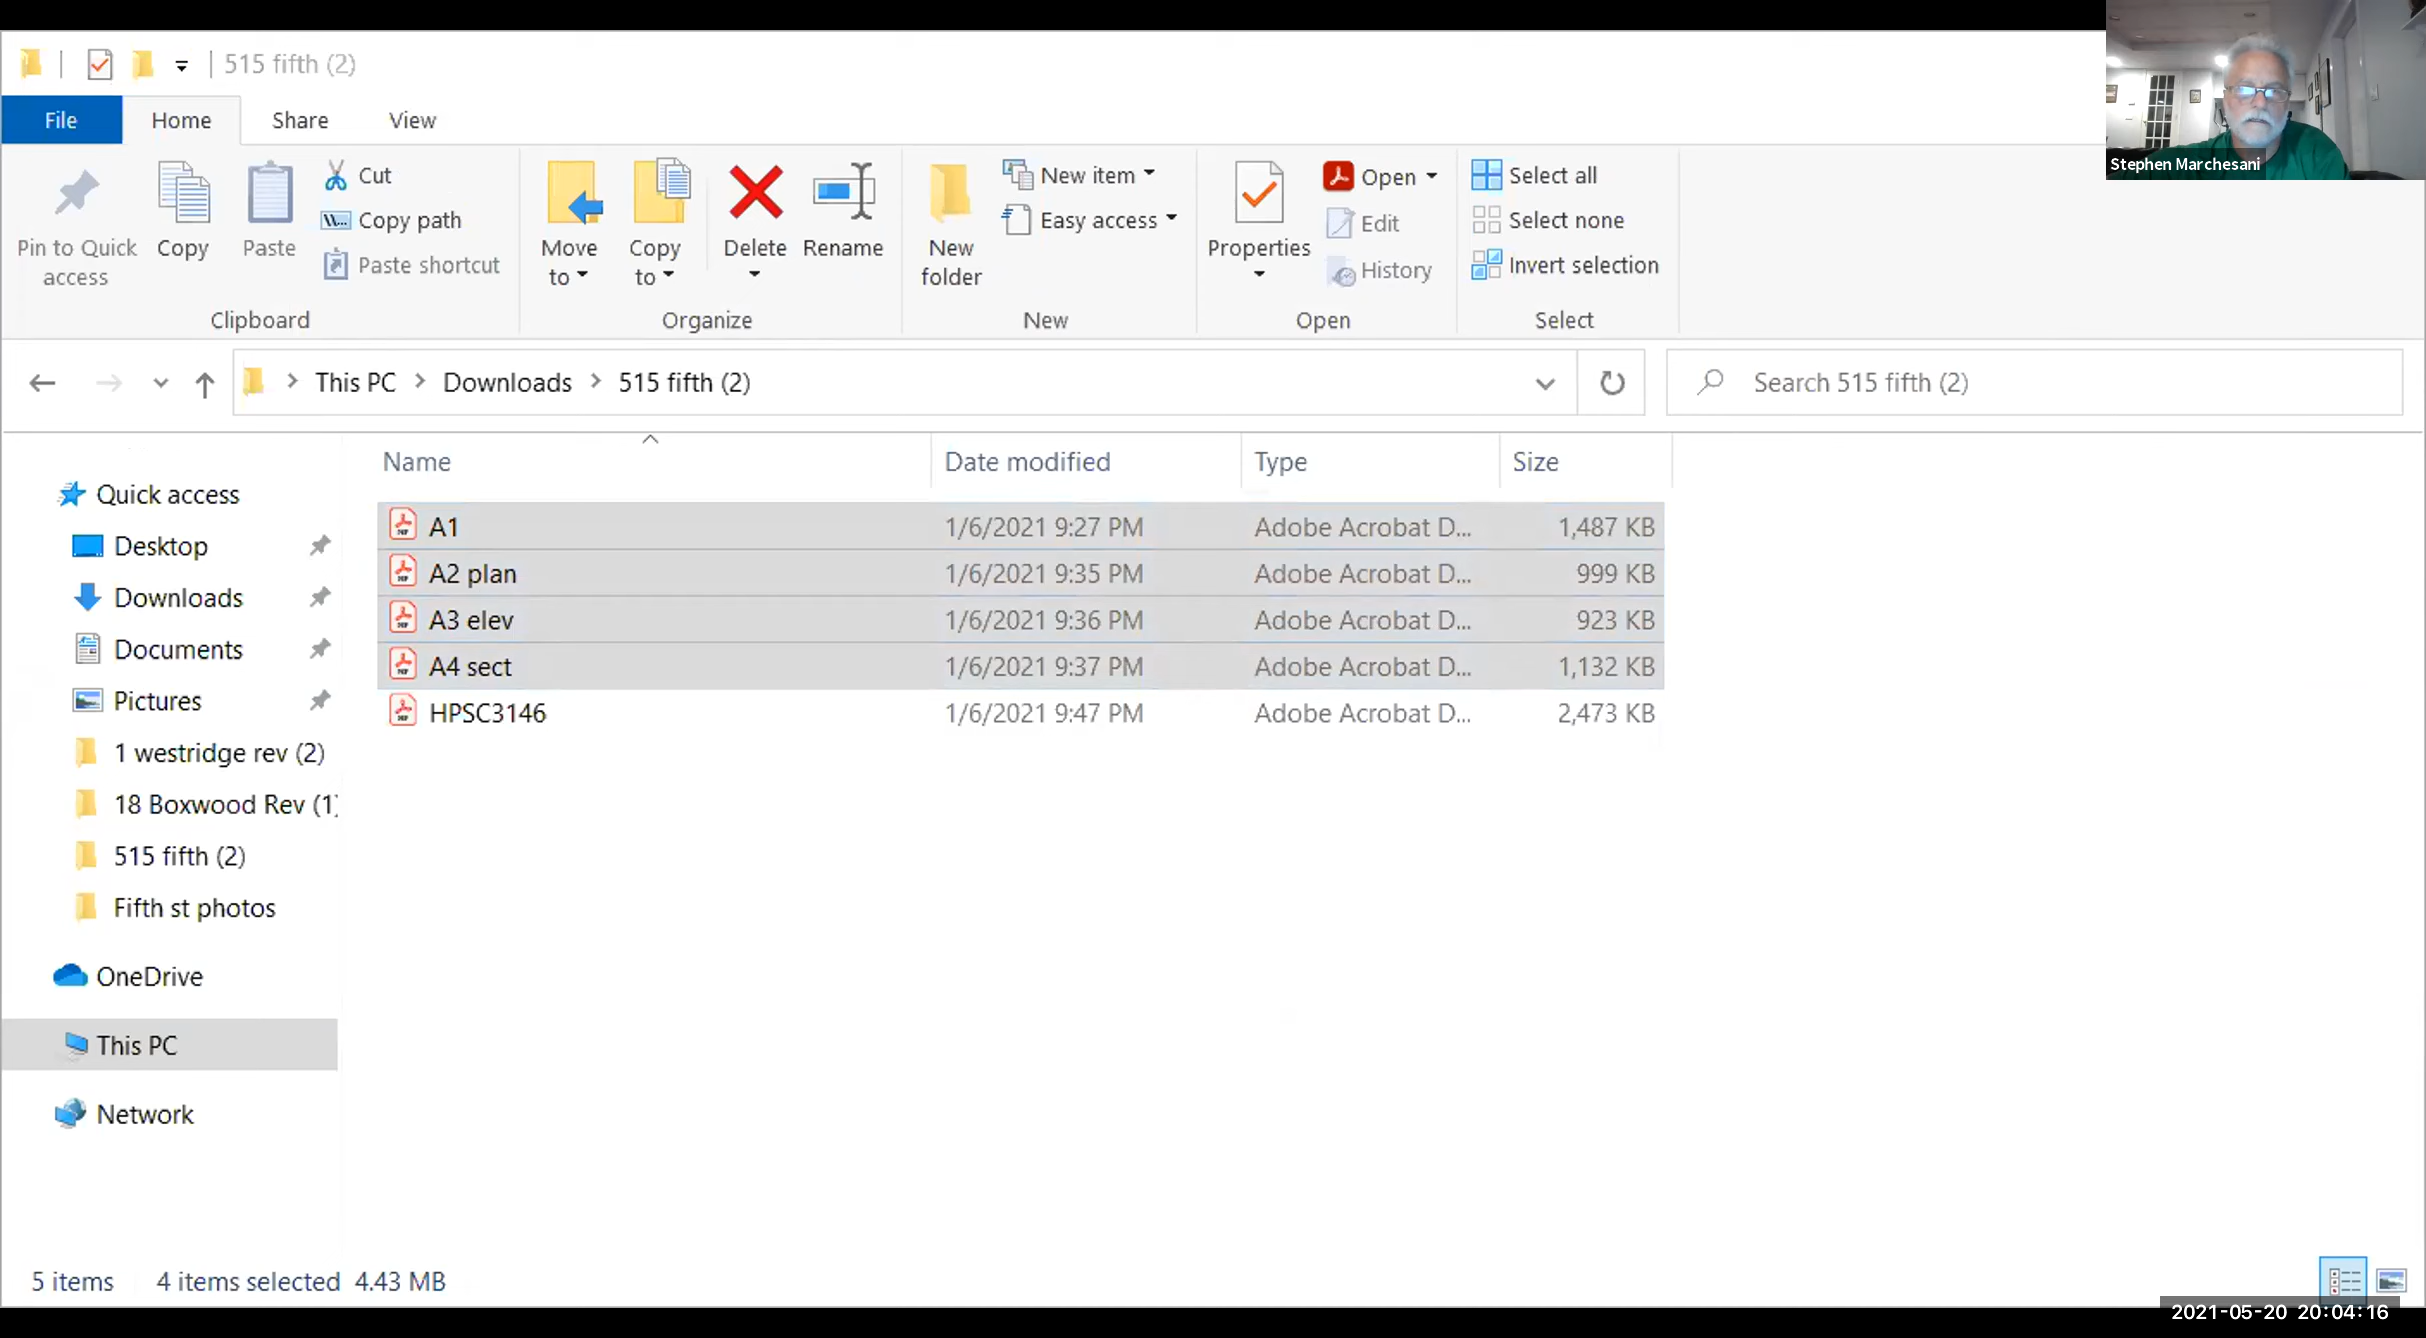 515 fifth (2)
File Home Share View
Pin to Quick access
Copy
Paste
Cut
Copy path
Paste shortcut
Clipboard
Move to
Copy to
Delete
Rename
Organize
New folder
New item
Easy access
New
Properties
Open
Edit
History
Open
Select all
Select none
Invert selection
Select
Stephen Marchesani
This PC Downloads 515 fifth (2)
Search 515 fifth (2)
Name Date modified Type Size
A1 1/6/2021 9:27 PM Adobe Acrobat D... 1,487 KB
A2 plan 1/6/2021 9:35 PM Adobe Acrobat D... 999 KB
A3 elev 1/6/2021 9:36 PM Adobe Acrobat D... 923 KB
A4 sect 1/6/2021 9:37 PM Adobe Acrobat D... 1,132 KB
HPSC3146 1/6/2021 9:47 PM Adobe Acrobat D... 2,473 KB
Quick access
Desktop
Downloads
Documents
Pictures
1 westridge rev (2)
18 Boxwood Rev (1)
515 fifth (2)
Fifth st photos
OneDrive
This PC
Network
5 items 4 items selected 4.43 MB
2021-05-20 20:04:16